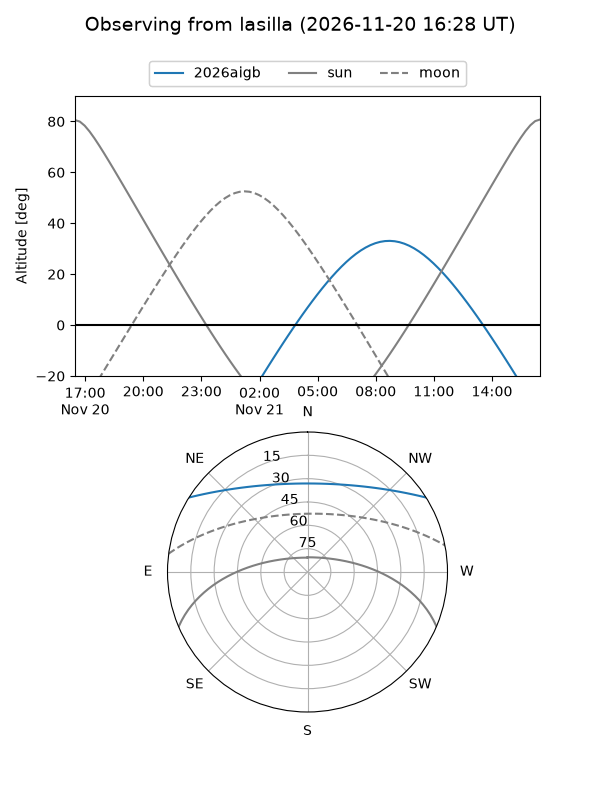 Observing from lasilla (2026-11-20 16:28 UT)
2026aigb sun moon
Altitude [deg]
80
60
40
20
0
−20
17:00 20:00 23:00 02:00 05:00 08:00 11:00 14:00
Nov 20 Nov 21
N
NE NW
15
30
45
60
75
E W
SE SW
S